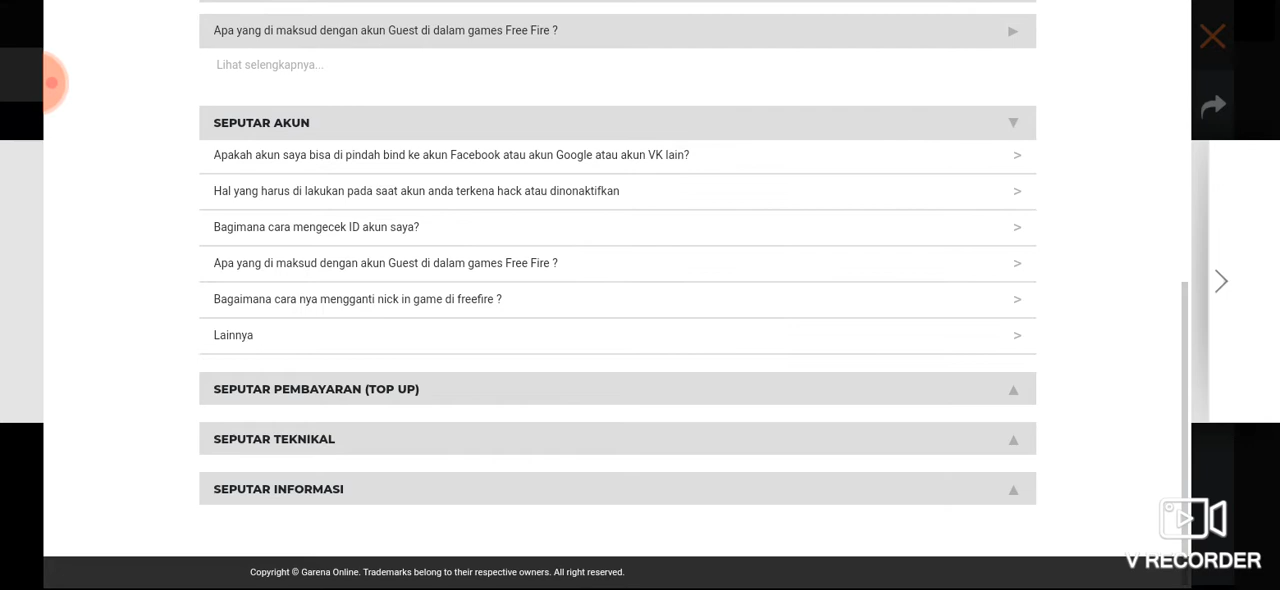 Apa yang di maksud dengan akun Guest di dalam games Free Fire ?
Lihat selengkapnya...
SEPUTAR AKUN
Apakah akun saya bisa di pindah bind ke akun Facebook atau akun Google atau akun VK lain?
Hal yang harus di lakukan pada saat akun anda terkena hack atau dinonaktifkan
Bagimana cara mengecek ID akun saya?
Apa yang di maksud dengan akun Guest di dalam games Free Fire ?
Bagaimana cara nya mengganti nick in game di freefire ?
Lainnya
SEPUTAR PEMBAYARAN (TOP UP)
SEPUTAR TEKNIKAL
SEPUTAR INFORMASI
Copyright © Garena Online. Trademarks belong to their respective owners. All right reserved.
V RECORDER